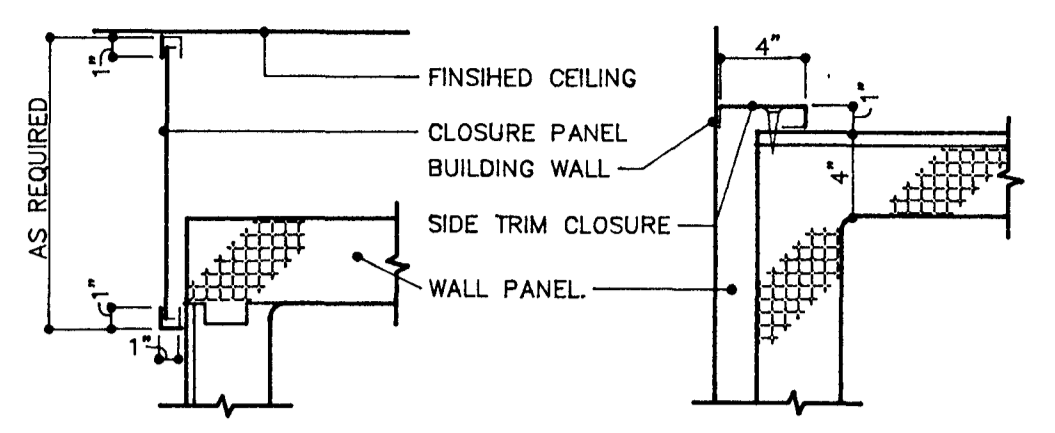 1"
AS REQUIRED
1"
1"
FINSIHED CEILING
CLOSURE PANEL
BUILDING WALL
SIDE TRIM CLOSURE
WALL PANEL.
4"
1"
4"